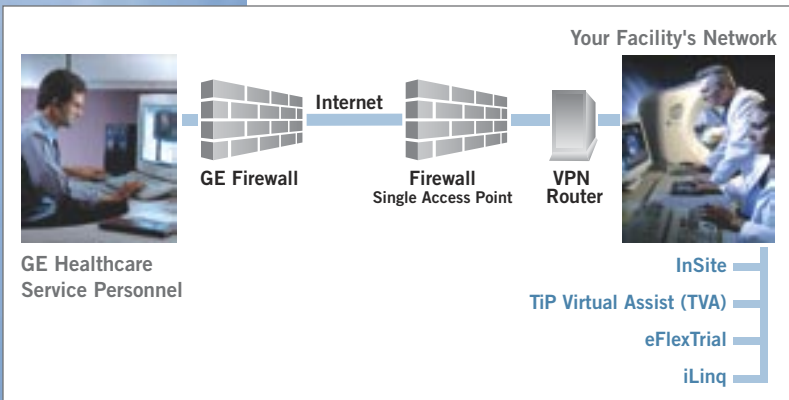 Your Facility's Network
Internet
GE Firewall
Firewall
Single Access Point
VPN
Router
GE Healthcare
Service Personnel
InSite
TiP Virtual Assist (TVA)
eFlexTrial
iLinq